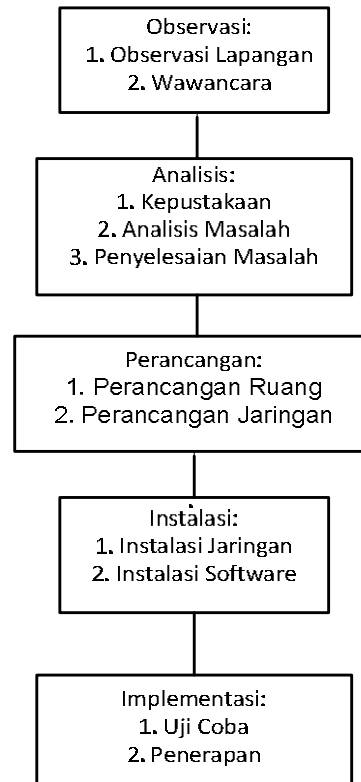 Observasi:
1. Observasi Lapangan
2. Wawancara
Analisis:
1. Kepustakaan
2. Analisis Masalah
3. Penyelesaian Masalah
Perancangan:
1. Perancangan Ruang
2. Perancangan Jaringan
Instalasi:
1. Instalasi Jaringan
2. Instalasi Software
Implementasi:
1. Uji Coba
2. Penerapan